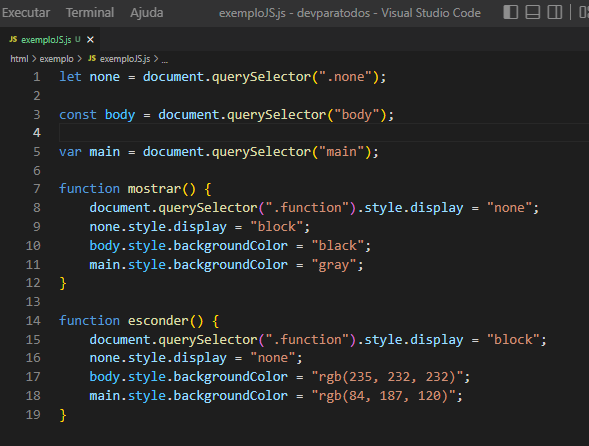 Executar Terminal Ajuda exemploJS.js - devparatodos - Visual Studio Code
JS exemploJS.js U ×
html > exemplo > JS exemploJS.js > ...
1 let none = document.querySelector(".none");
2
3 const body = document.querySelector("body");
4
5 var main = document.querySelector("main");
6
7 function mostrar() {
8 document.querySelector(".function").style.display = "none";
9 none.style.display = "block";
10 body.style.backgroundColor = "black";
11 main.style.backgroundColor = "gray";
12 }
13
14 function esconder() {
15 document.querySelector(".function").style.display = "block";
16 none.style.display = "none";
17 body.style.backgroundColor = "rgb(235, 232, 232)";
18 main.style.backgroundColor = "rgb(84, 187, 120)";
19 }